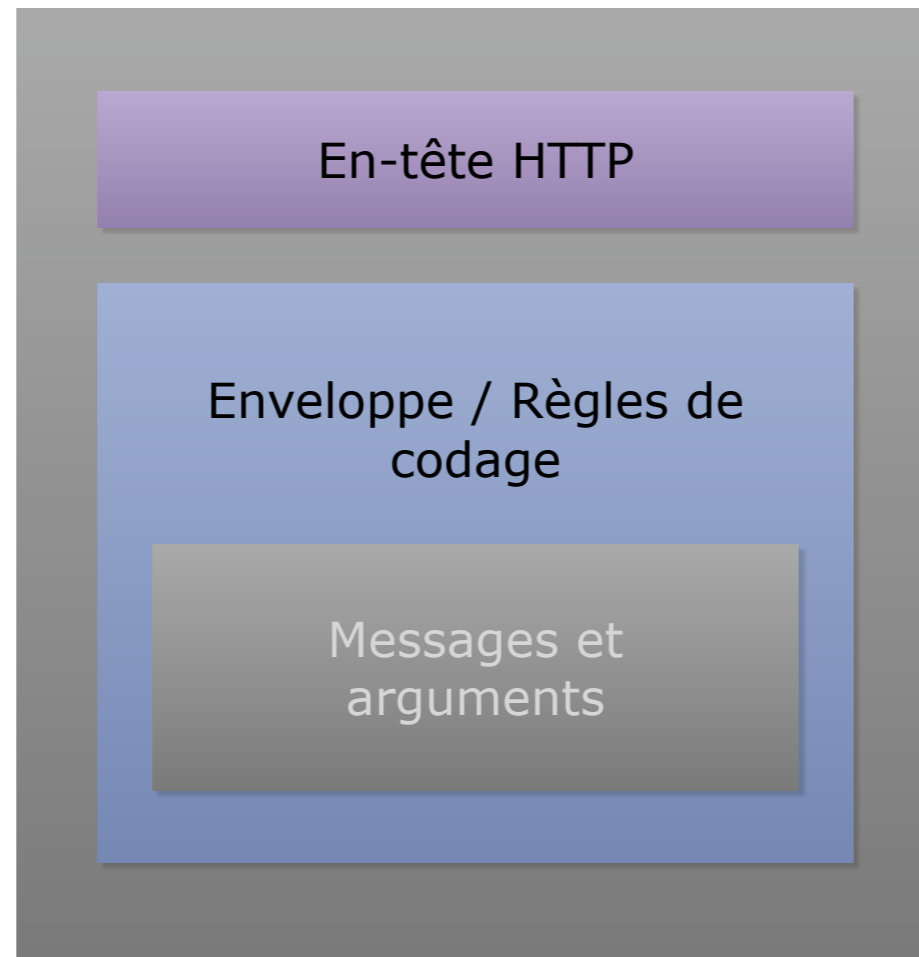 En-tête HTTP
Enveloppe / Règles de
codage
Messages et
arguments